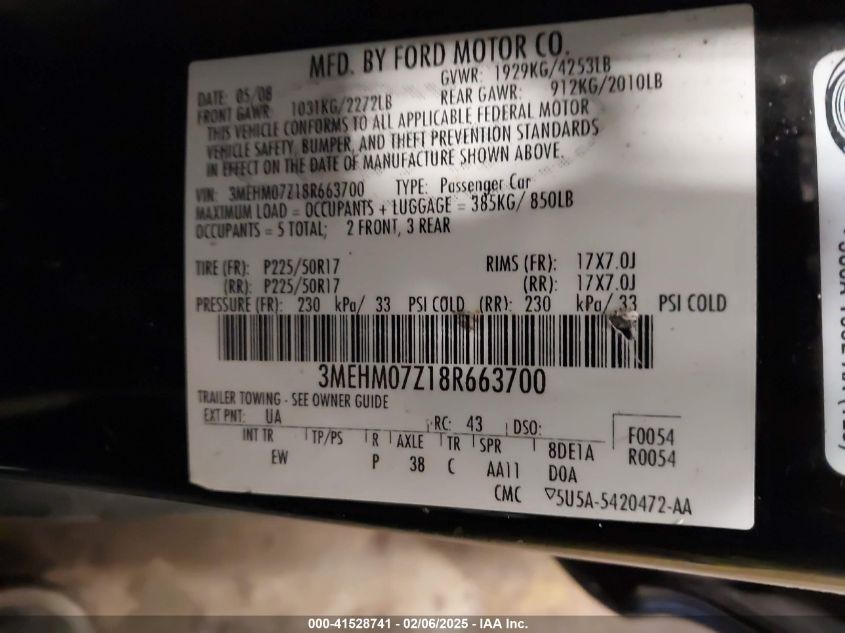 MFD. BY FORD MOTOR CO.
DATE: 05/08 GVWR: 1929KG/4253LB
FRONT GAWR: 1031KG/2272LB REAR GAWR: 912KG/2010LB
THIS VEHICLE CONFORMS TO ALL APPLICABLE FEDERAL MOTOR
VEHICLE SAFETY, BUMPER, AND THEFT PREVENTION STANDARDS
IN EFFECT ON THE DATE OF MANUFACTURE SHOWN ABOVE.
VIN: 3MEHM07Z18R663700 TYPE: Passenger Car
MAXIMUM LOAD = OCCUPANTS + LUGGAGE = 385KG/ 850LB
OCCUPANTS = 5 TOTAL; 2 FRONT, 3 REAR
TIRE (FR): P225/50R17 RIMS (FR): 17X7.0J
(RR): P225/50R17 (RR): 17X7.0J
PRESSURE (FR): 230 kPa/ 33 PSI COLD (RR): 230 kPa/ 33 PSI COLD
3MEHM07Z18R663700
TRAILER TOWING - SEE OWNER GUIDE
EXT PNT: UA RC: 43 DSO: F0054
INT TR TP/PS R AXLE TR SPR 8DE1A R0054
EW P 38 C AA11 D0A
CMC 5U5A-5420472-AA
000-41528741 - 02/06/2025 - IAA Inc.